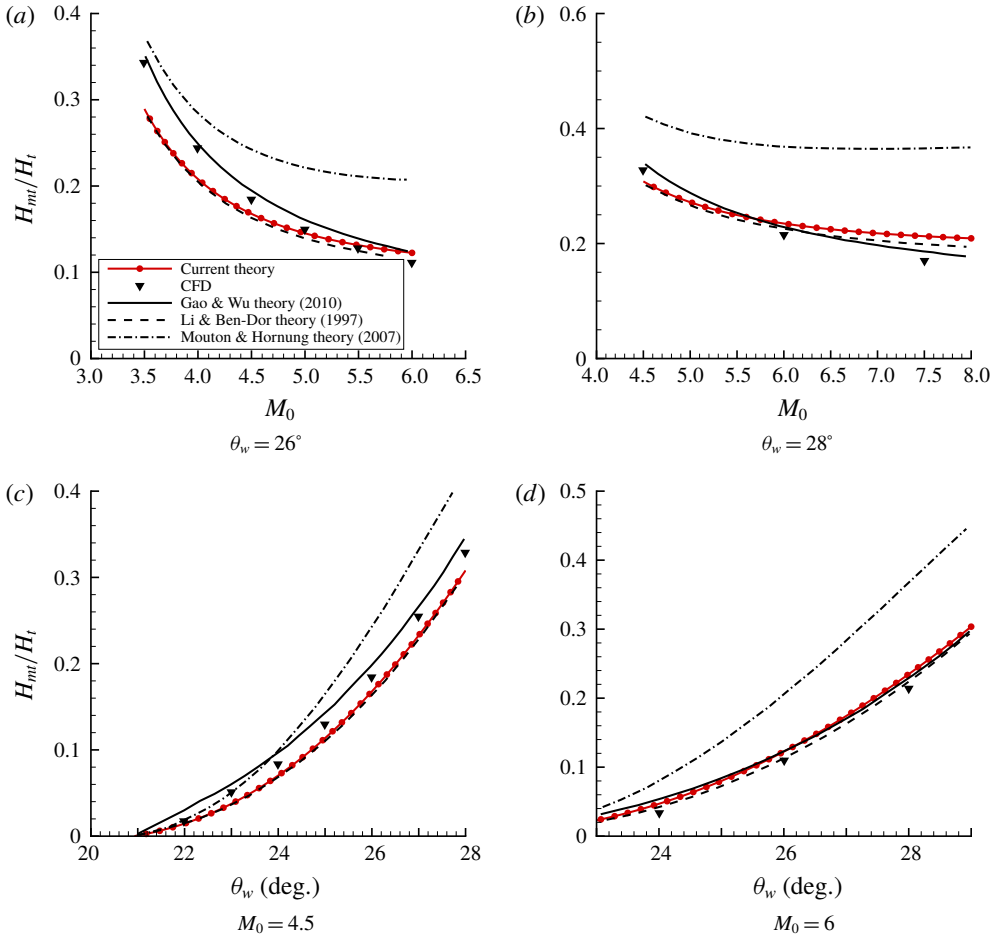 (a)
0.4
0.3
0.2
0.1
0
H_mt/H_t
Current theory
CFD
Gao & Wu theory (2010)
Li & Ben-Dor theory (1997)
Mouton & Hornung theory (2007)
3.0 3.5 4.0 4.5 5.0 5.5 6.0 6.5
M_0
θ_w = 26°
(b)
0.6
0.4
0.2
0
4.0 4.5 5.0 5.5 6.0 6.5 7.0 7.5 8.0
M_0
θ_w = 28°
(c)
0.4
0.3
0.2
0.1
0
H_mt/H_t
20 22 24 26 28
θ_w (deg.)
M_0 = 4.5
(d)
0.5
0.4
0.3
0.2
0.1
0
24 26 28
θ_w (deg.)
M_0 = 6